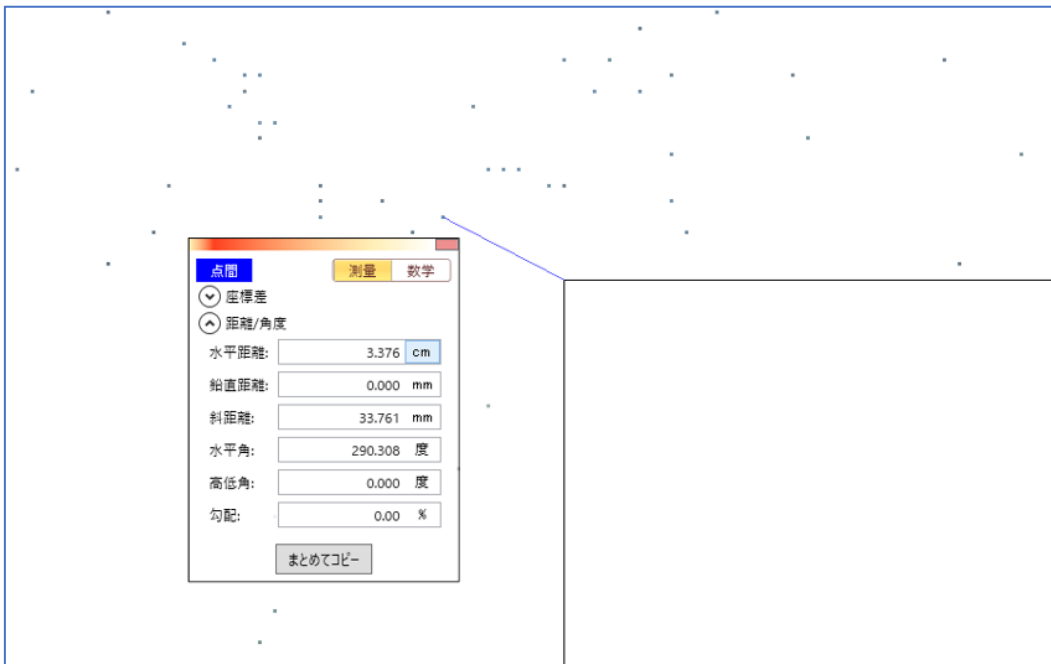 点間 測量 数学
座標差
距離/角度
水平距離: 3.376 cm
鉛直距離: 0.000 mm
斜距離: 33.761 mm
水平角: 290.308 度
高低角: 0.000 度
勾配: 0.00 %
まとめてコピー